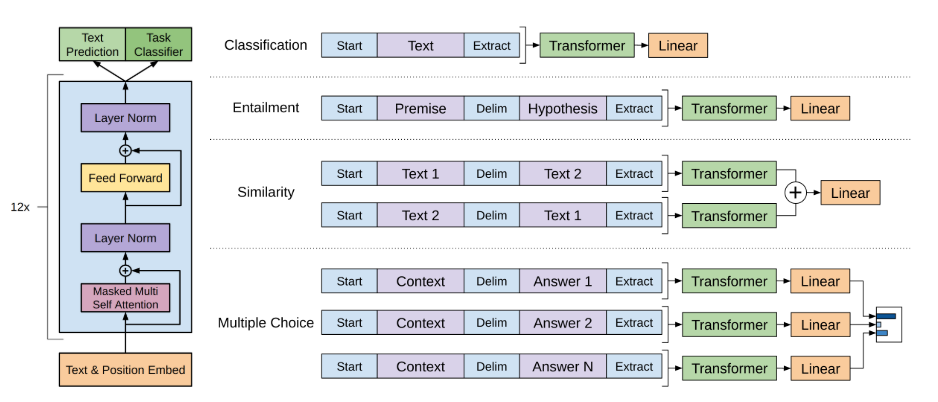 Text Prediction
Task Classifier
12x
Layer Norm
Feed Forward
Layer Norm
Masked Multi Self Attention
Text & Position Embed
Classification
Start Text Extract Transformer Linear
Entailment
Start Premise Delim Hypothesis Extract Transformer Linear
Similarity
Start Text 1 Delim Text 2 Extract Transformer
Start Text 2 Delim Text 1 Extract Transformer
Linear
Multiple Choice
Start Context Delim Answer 1 Extract Transformer Linear
Start Context Delim Answer 2 Extract Transformer Linear
Start Context Delim Answer N Extract Transformer Linear